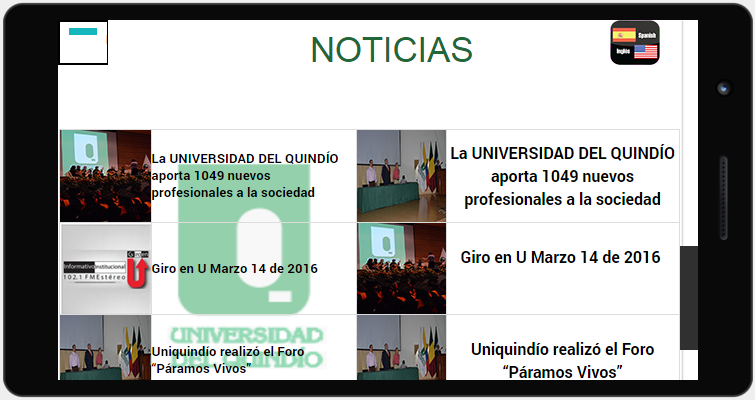 NOTICIAS
Spanish
Inglés
La UNIVERSIDAD DEL QUINDÍO
aporta 1049 nuevos
profesionales a la sociedad
La UNIVERSIDAD DEL QUINDÍO
aporta 1049 nuevos
profesionales a la sociedad
Informativo Institucional
102.1 FM Estéreo
Giro en U Marzo 14 de 2016
Giro en U Marzo 14 de 2016
UNIVERSIDAD
DEL QUINDÍO
Uniquindío realizó el Foro
“Páramos Vivos”
Uniquindío realizó el Foro
“Páramos Vivos”